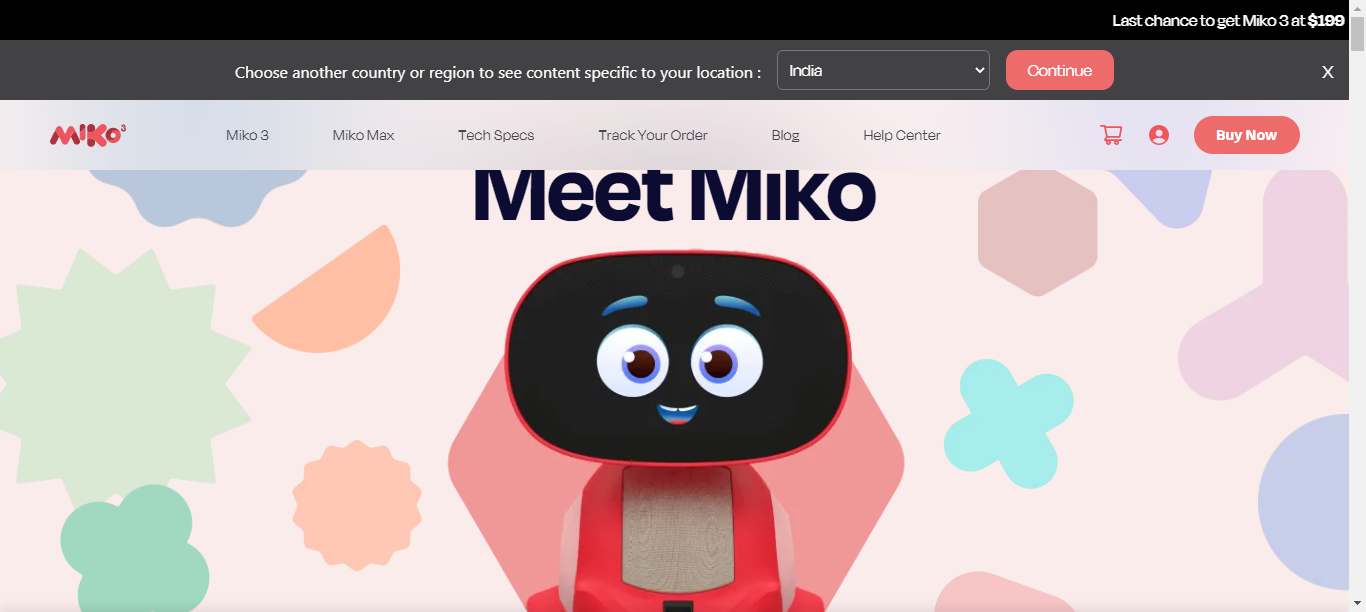 Last chance to get Miko 3 at $199
Choose another country or region to see content specific to your location :
India
Continue
X
MIKO3
Miko 3
Miko Max
Tech Specs
Track Your Order
Blog
Help Center
Buy Now
Meet Miko